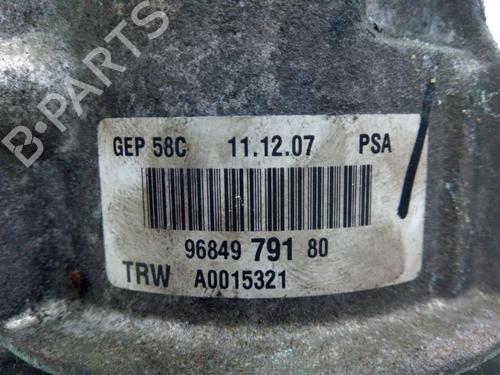 B-PARTS
GEP 58C 11.12.07 PSA
96849 791 80
TRW A0015321